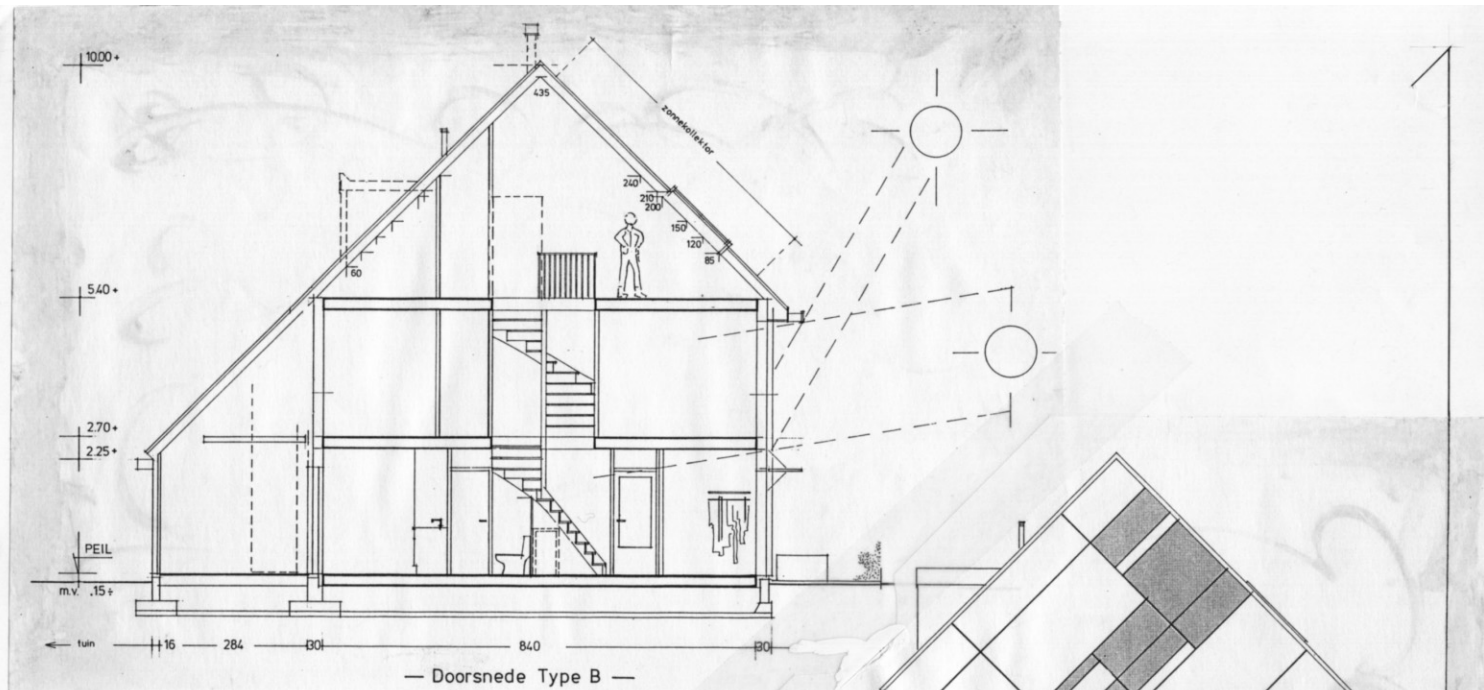 10.00+
435
zonnekollektor
240
210
200
150
120
85
60
5.40+
2.70+
2.25+
PEIL
m.v. .15÷
← tuin 16 284 30 840 30
— Doorsnede Type B —